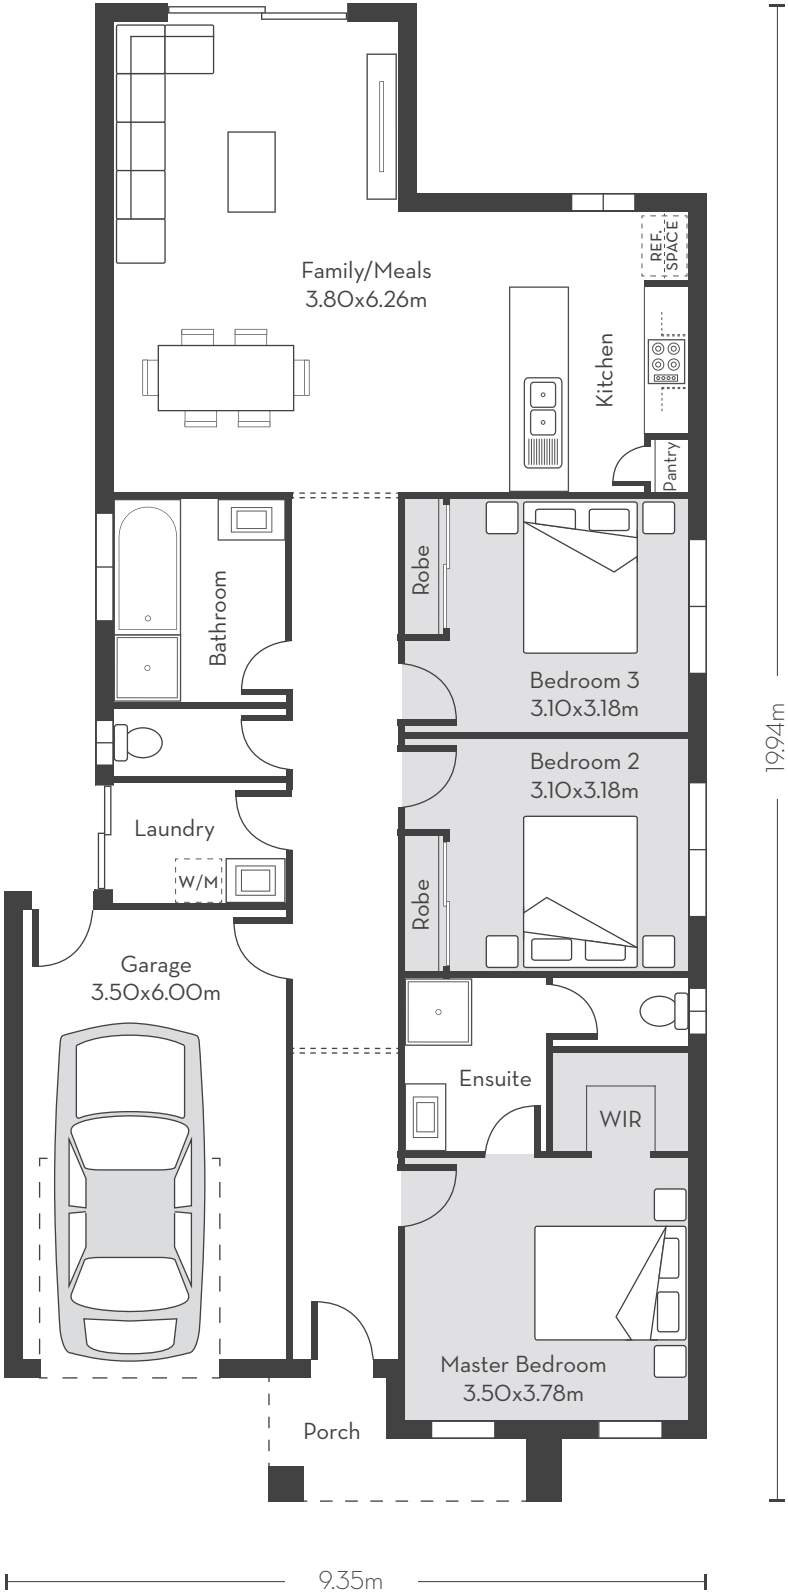 REF.
SPACE
Family/Meals
3.80x6.26m
Kitchen
Pantry
Robe
Bathroom
Bedroom 3
3.10x3.18m
19.94m
Bedroom 2
3.10x3.18m
Laundry
W/M
Robe
Garage
3.50x6.00m
Ensuite
WIR
Master Bedroom
3.50x3.78m
Porch
9.35m